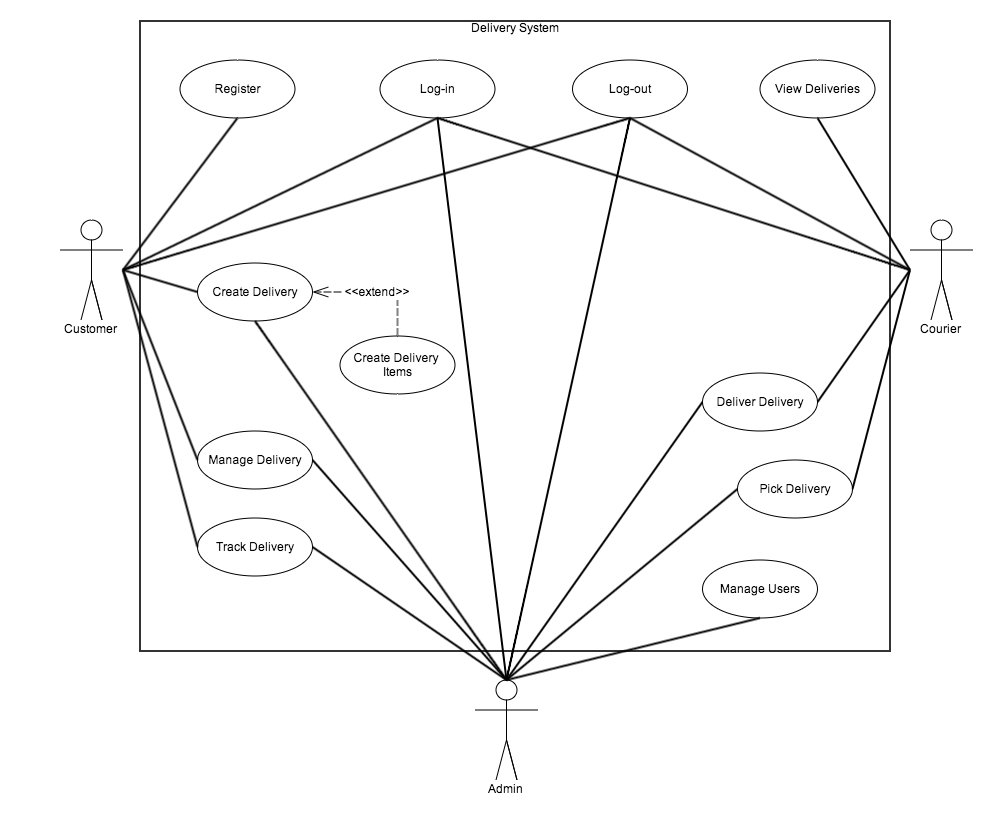 Delivery System
Register
Log-in
Log-out
View Deliveries
Customer
Courier
Create Delivery
<<extend>>
Create Delivery
Items
Deliver Delivery
Manage Delivery
Pick Delivery
Track Delivery
Manage Users
Admin